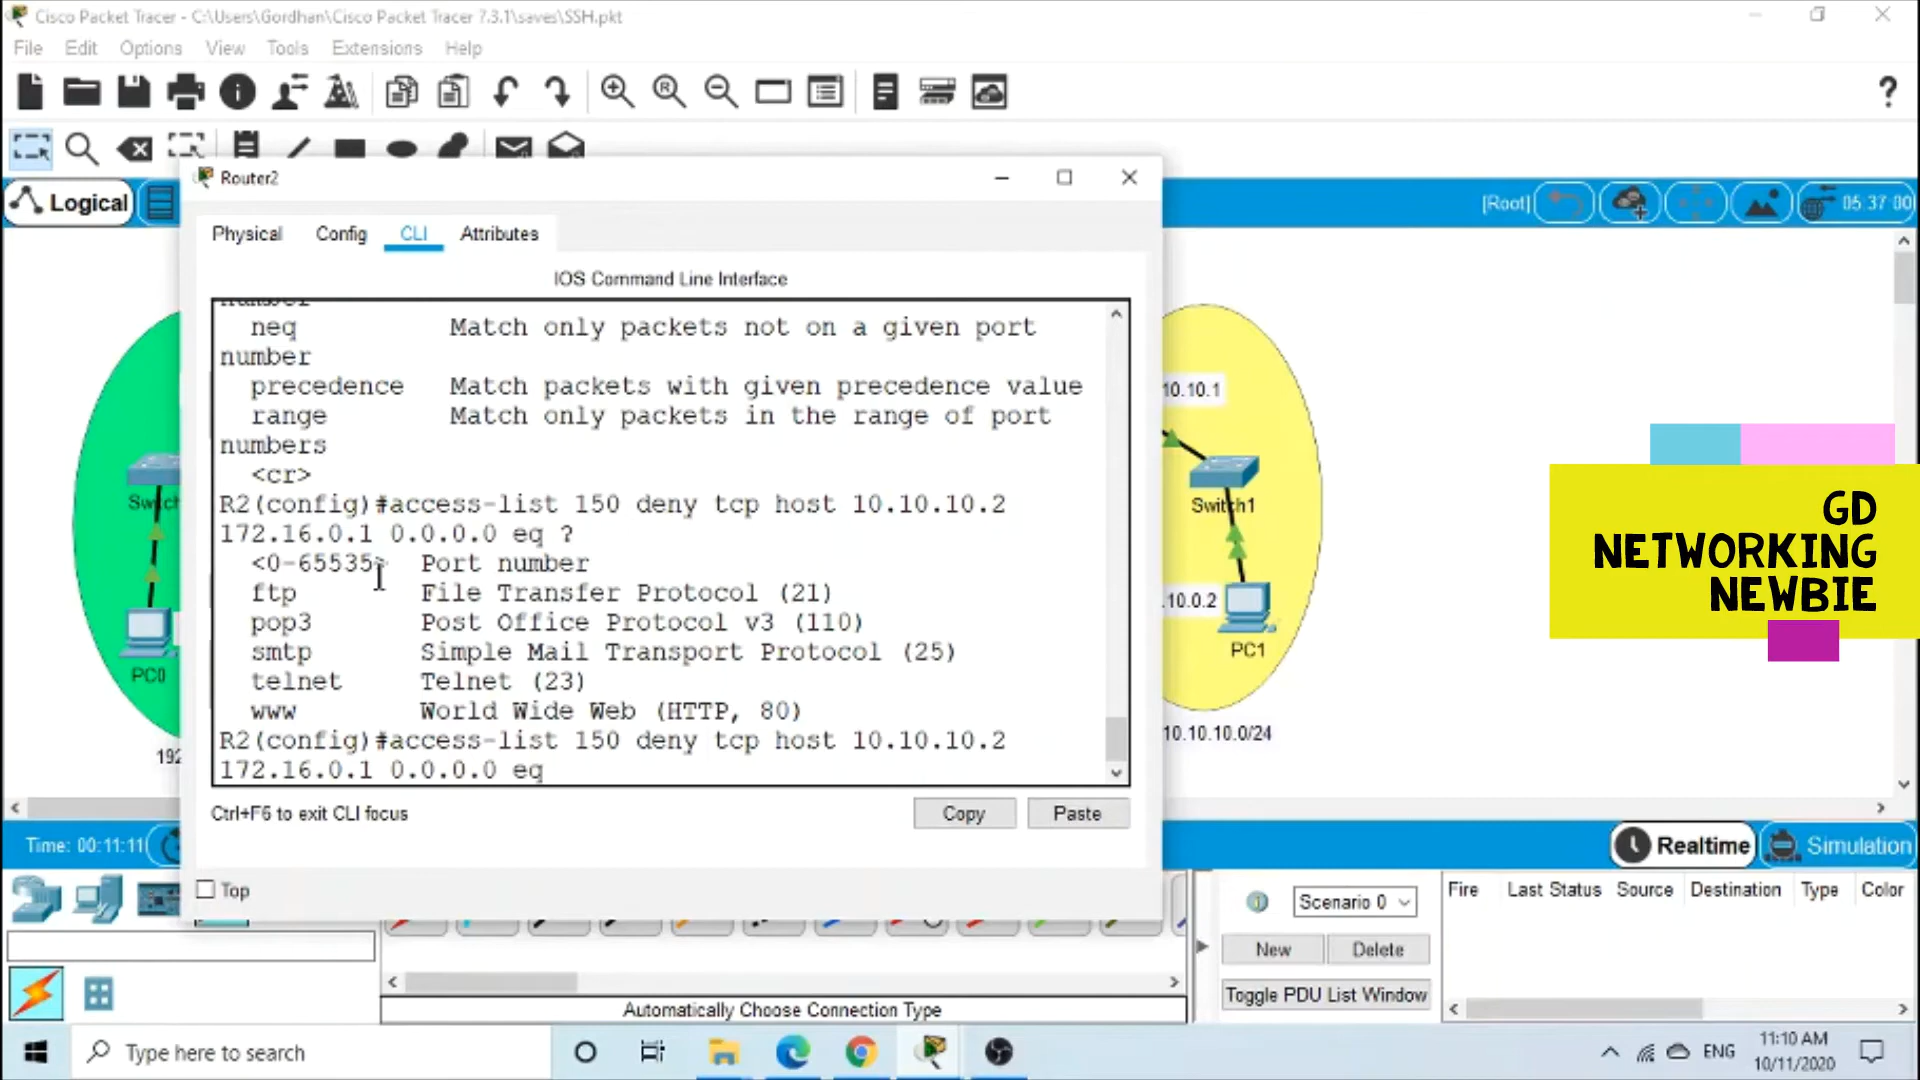 Cisco Packet Tracer - C:\Users\Gordhan\Cisco Packet Tracer 7.3.1\saves\SSH.pkt
File Edit Options View Tools Extensions Help
Router2
Logical
[Root]
05:37:00
Physical Config CLI Attributes
IOS Command Line Interface
neq Match only packets not on a given port
number
precedence Match packets with given precedence value
range Match only packets in the range of port
numbers
<cr>
R2(config)#access-list 150 deny tcp host 10.10.10.2
172.16.0.1 0.0.0.0 eq ?
<0-65535> Port number
ftp File Transfer Protocol (21)
pop3 Post Office Protocol v3 (110)
smtp Simple Mail Transport Protocol (25)
telnet Telnet (23)
www World Wide Web (HTTP, 80)
R2(config)#access-list 150 deny tcp host 10.10.10.2
172.16.0.1 0.0.0.0 eq
Ctrl+F6 to exit CLI focus
Copy Paste
Top
Switch
PC0
192
10.10.1
Switch1
.10.0.2
PC1
10.10.10.0/24
GD
NETWORKING
NEWBIE
Time: 00:11:11
Realtime
Simulation
Scenario 0
New Delete
Toggle PDU List Window
Fire Last Status Source Destination Type Color
Automatically Choose Connection Type
Type here to search
ENG
11:10 AM
10/11/2020